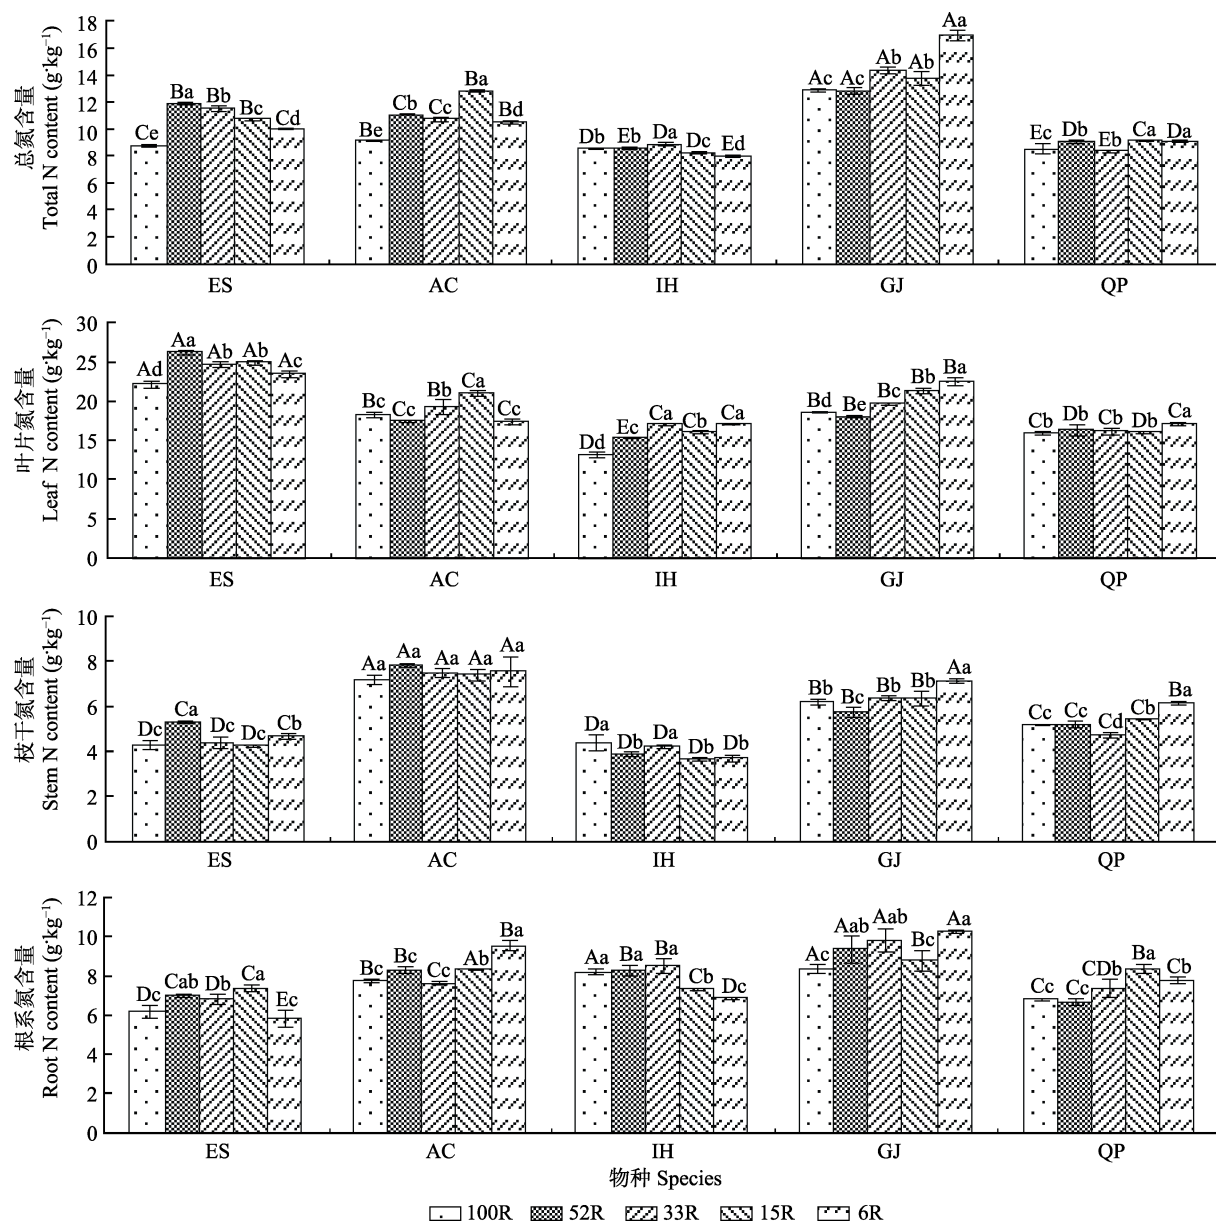 总氮含量
Total N content (g·kg⁻¹)
18
16
14
12
10
8
6
4
2
0
Ce Ba Bb Bc Cd
Be Cb Cc Ba Bd
Db Eb Da Dc Ed
Ac Ac Ab Ab Aa
Ec Db Eb Ca Da
ES AC IH GJ QP
叶片氮含量
Leaf N content (g·kg⁻¹)
30
25
20
15
10
5
0
Ad Aa Ab Ab Ac
Bc Cc Bb Ca Cc
Dd Ec Ca Cb Ca
Bd Be Bc Bb Ba
Cb Db Cb Db Ca
ES AC IH GJ QP
枝干氮含量
Stem N content (g·kg⁻¹)
10
8
6
4
2
0
Dc Ca Dc Dc Cb
Aa Aa Aa Aa Aa
Da Db Da Db Db
Bb Bc Bb Bb Aa
Cc Cc Cd Cb Ba
ES AC IH GJ QP
根系氮含量
Root N content (g·kg⁻¹)
12
10
8
6
4
2
0
Dc Cab Db Ca Ec
Bc Bc Cc Ab Ba
Aa Ba Ba Cb Dc
Ac Aab Aab Bc Aa
Cc Cc CDb Ba Cb
ES AC IH GJ QP
物种 Species
100R 52R 33R 15R 6R